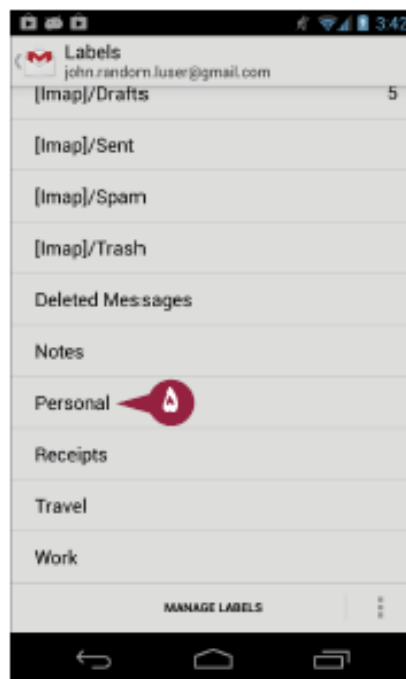 3:42
Labels
john.random.luser@gmail.com
[Imap]/Drafts 5
[Imap]/Sent
[Imap]/Spam
[Imap]/Trash
Deleted Messages
Notes
Personal ۵
Receipts
Travel
Work
MANAGE LABELS